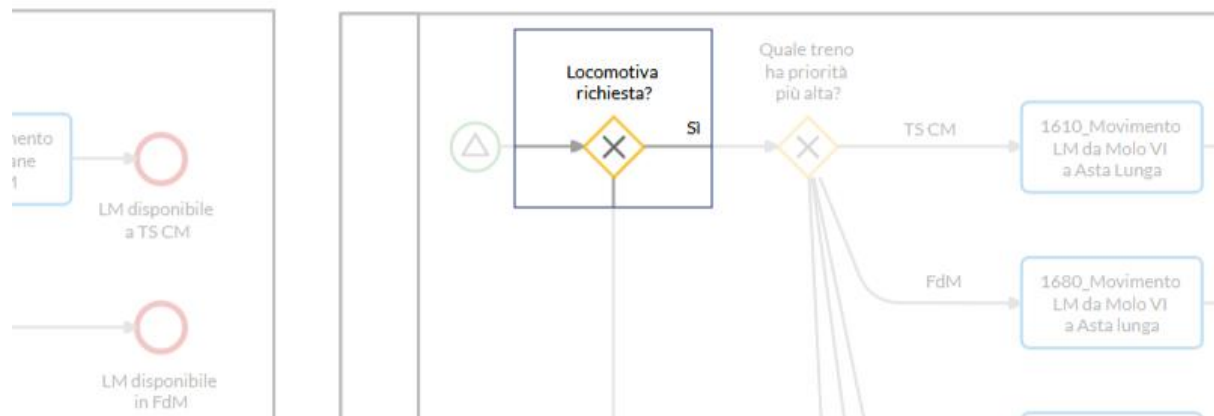 Locomotiva
richiesta?
Sì
Quale treno
ha priorità
più alta?
TS CM
1610_Movimento
LM da Molo VI
a Asta Lunga
FdM
1680_Movimento
LM da Molo VI
a Asta lunga
LM disponibile
a TS CM
LM disponibile
in FdM